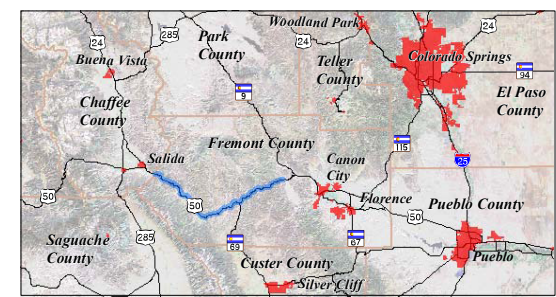 Woodland Park
24
285
Park
County
24
24
Buena Vista
Teller
County
Colorado Springs
94
9
El Paso
County
Chaffee
County
Fremont County
115
25
Salida
Canon
City
50
50
Florence
Pueblo County
50
Saguache
County
285
69
67
Pueblo
Custer County
Silver Cliff